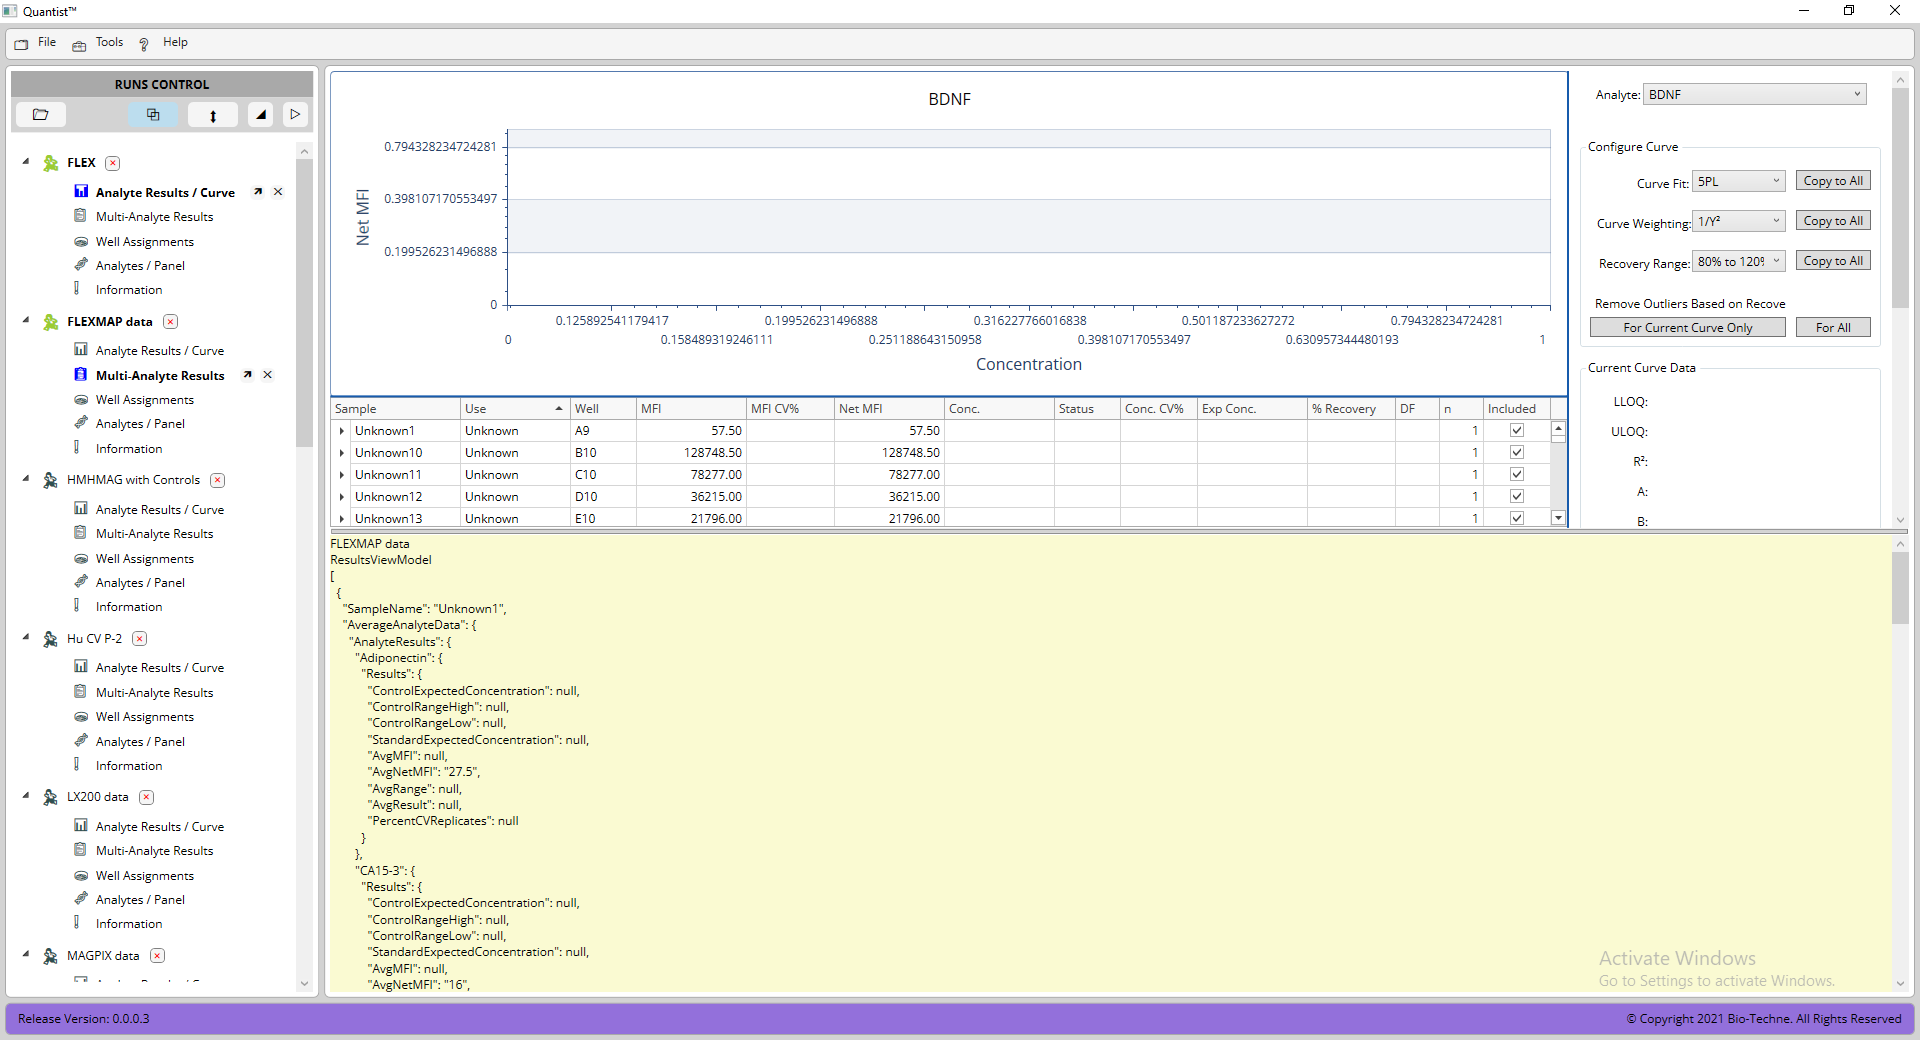 Quantist™
File Tools Help
RUNS CONTROL
FLEX
Analyte Results / Curve
Multi-Analyte Results
Well Assignments
Analytes / Panel
Information
FLEXMAP data
Analyte Results / Curve
Multi-Analyte Results
Well Assignments
Analytes / Panel
Information
HMHMAG with Controls
Analyte Results / Curve
Multi-Analyte Results
Well Assignments
Analytes / Panel
Information
Hu CV P-2
Analyte Results / Curve
Multi-Analyte Results
Well Assignments
Analytes / Panel
Information
LX200 data
Analyte Results / Curve
Multi-Analyte Results
Well Assignments
Analytes / Panel
Information
MAGPIX data
BDNF
Net MFI
0.794328234724281
0.398107170553497
0.199526231496888
0
0.125892541179417 0.199526231496888 0.316227766016838 0.501187233627272 0.794328234724281
0 0.158489319246111 0.251188643150958 0.398107170553497 0.630957344480193 1
Concentration
Sample Use Well MFI MFI CV% Net MFI Conc. Status Conc. CV% Exp Conc. % Recovery DF n Included
Unknown1 Unknown A9 57.50 57.50 1
Unknown10 Unknown B10 128748.50 128748.50 1
Unknown11 Unknown C10 78277.00 78277.00 1
Unknown12 Unknown D10 36215.00 36215.00 1
Unknown13 Unknown E10 21796.00 21796.00 1
Analyte: BDNF
Configure Curve
Curve Fit: 5PL Copy to All
Curve Weighting: 1/Y² Copy to All
Recovery Range: 80% to 120% Copy to All
Remove Outliers Based on Recove
For Current Curve Only For All
Current Curve Data
LLOQ:
ULOQ:
R²:
A:
B:
FLEXMAP data
ResultsViewModel
[
{
"SampleName": "Unknown1",
"AverageAnalyteData": {
"AnalyteResults": {
"Adiponectin": {
"Results": {
"ControlExpectedConcentration": null,
"ControlRangeHigh": null,
"ControlRangeLow": null,
"StandardExpectedConcentration": null,
"AvgMFI": null,
"AvgNetMFI": "27.5",
"AvgRange": null,
"AvgResult": null,
"PercentCVReplicates": null
}
},
"CA15-3": {
"Results": {
"ControlExpectedConcentration": null,
"ControlRangeHigh": null,
"ControlRangeLow": null,
"StandardExpectedConcentration": null,
"AvgMFI": null,
"AvgNetMFI": "16",
Activate Windows
Go to Settings to activate Windows.
Release Version: 0.0.0.3
© Copyright 2021 Bio-Techne. All Rights Reserved